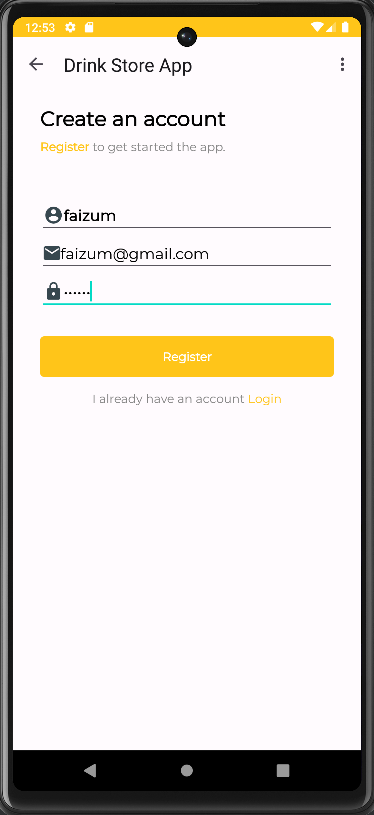 12:53
Drink Store App
Create an account
Register to get started the app.
faizum
faizum@gmail.com
••••••
Register
I already have an account Login